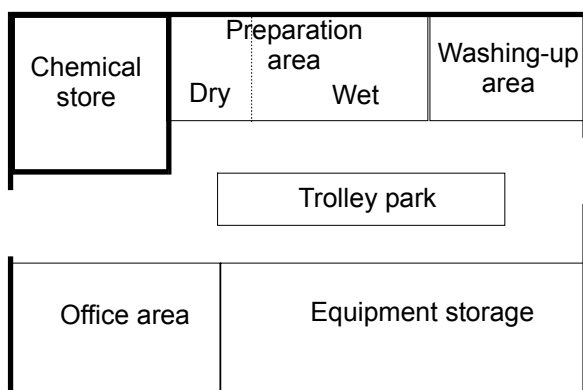 Chemical
store
Preparation
area
Dry
Wet
Washing-up
area
Trolley park
Office area
Equipment storage